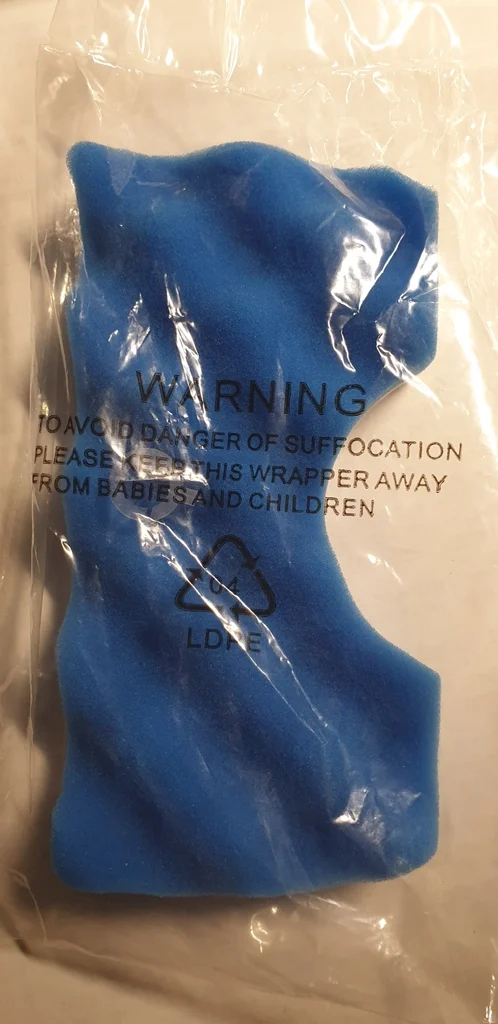 WARNING
TO AVOID DANGER OF SUFFOCATION
PLEASE KEEP THIS WRAPPER AWAY
FROM BABIES AND CHILDREN
04
LDPE